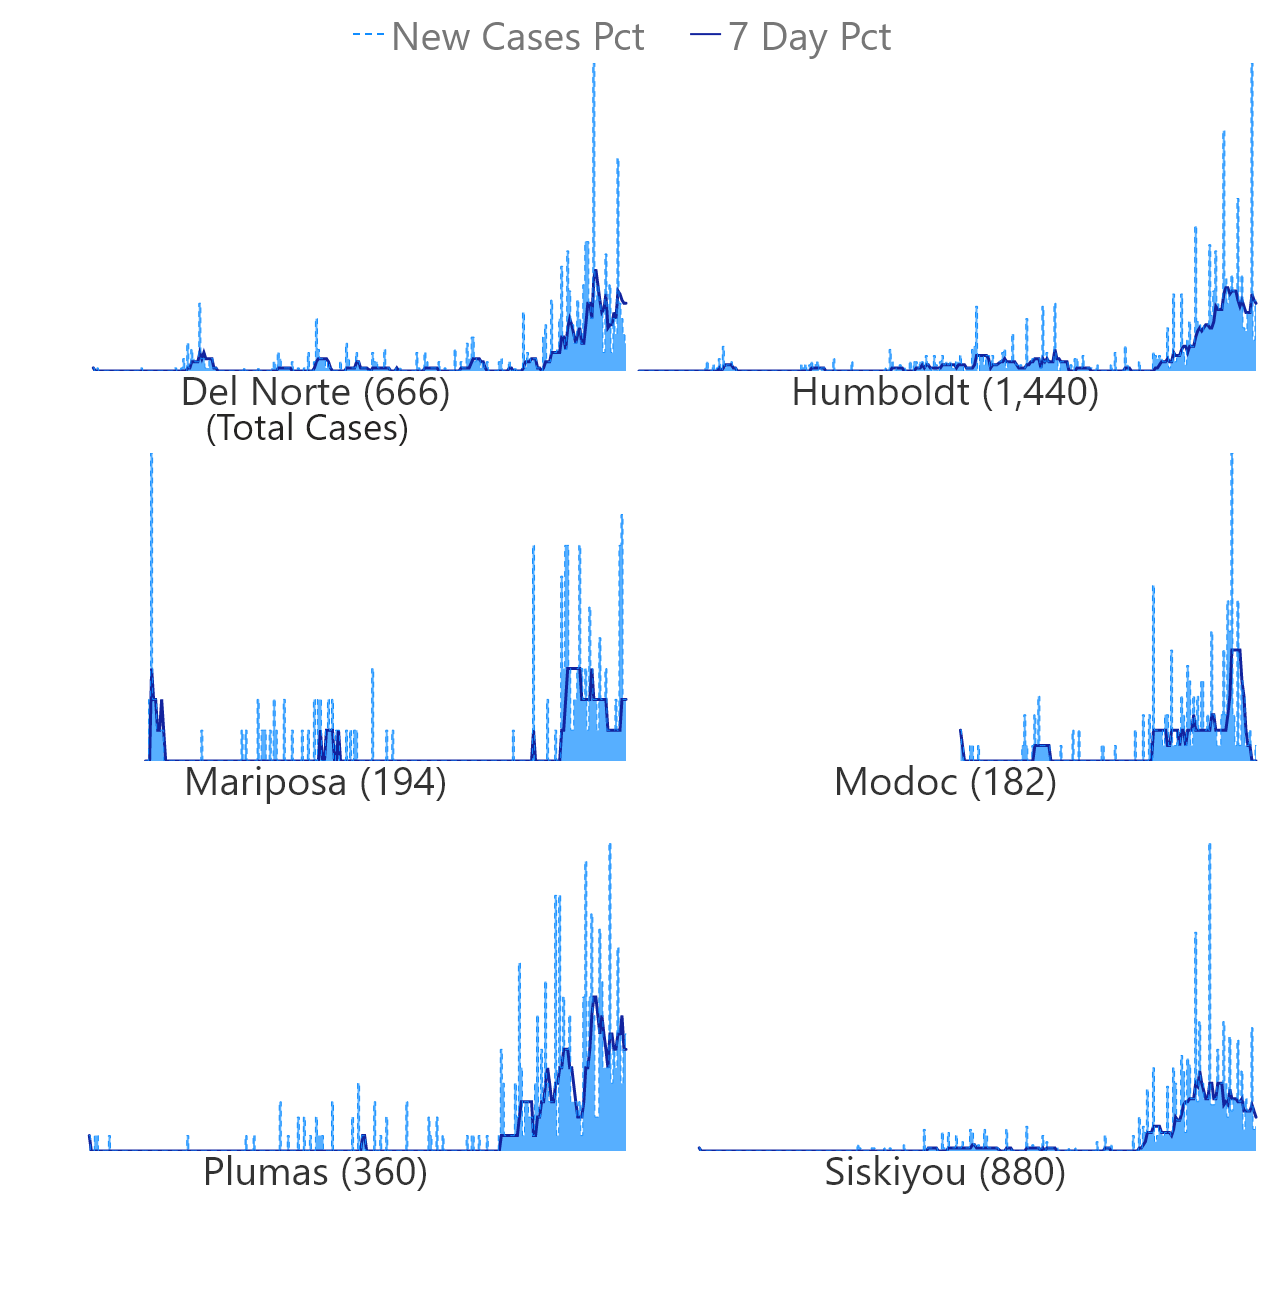 New Cases Pct 7 Day Pct
Del Norte (666) Humboldt (1,440)
(Total Cases)
Mariposa (194) Modoc (182)
Plumas (360) Siskiyou (880)